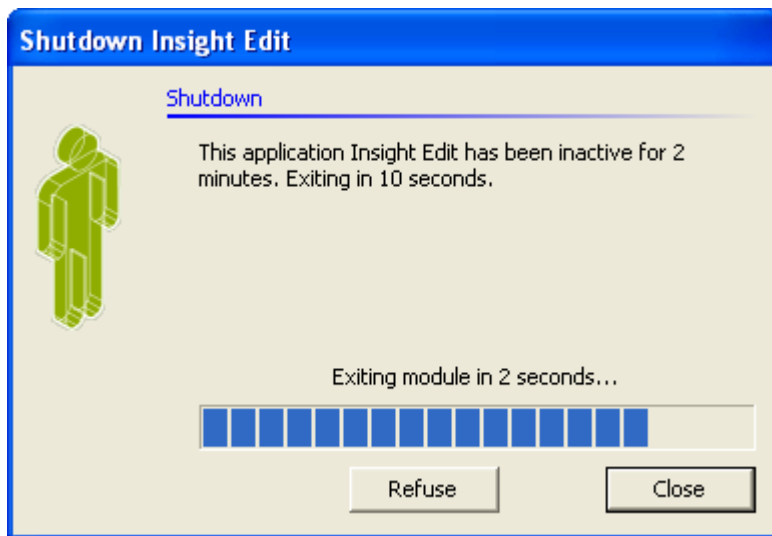 Shutdown Insight Edit
Shutdown
This application Insight Edit has been inactive for 2
minutes. Exiting in 10 seconds.
Exiting module in 2 seconds...
Refuse
Close